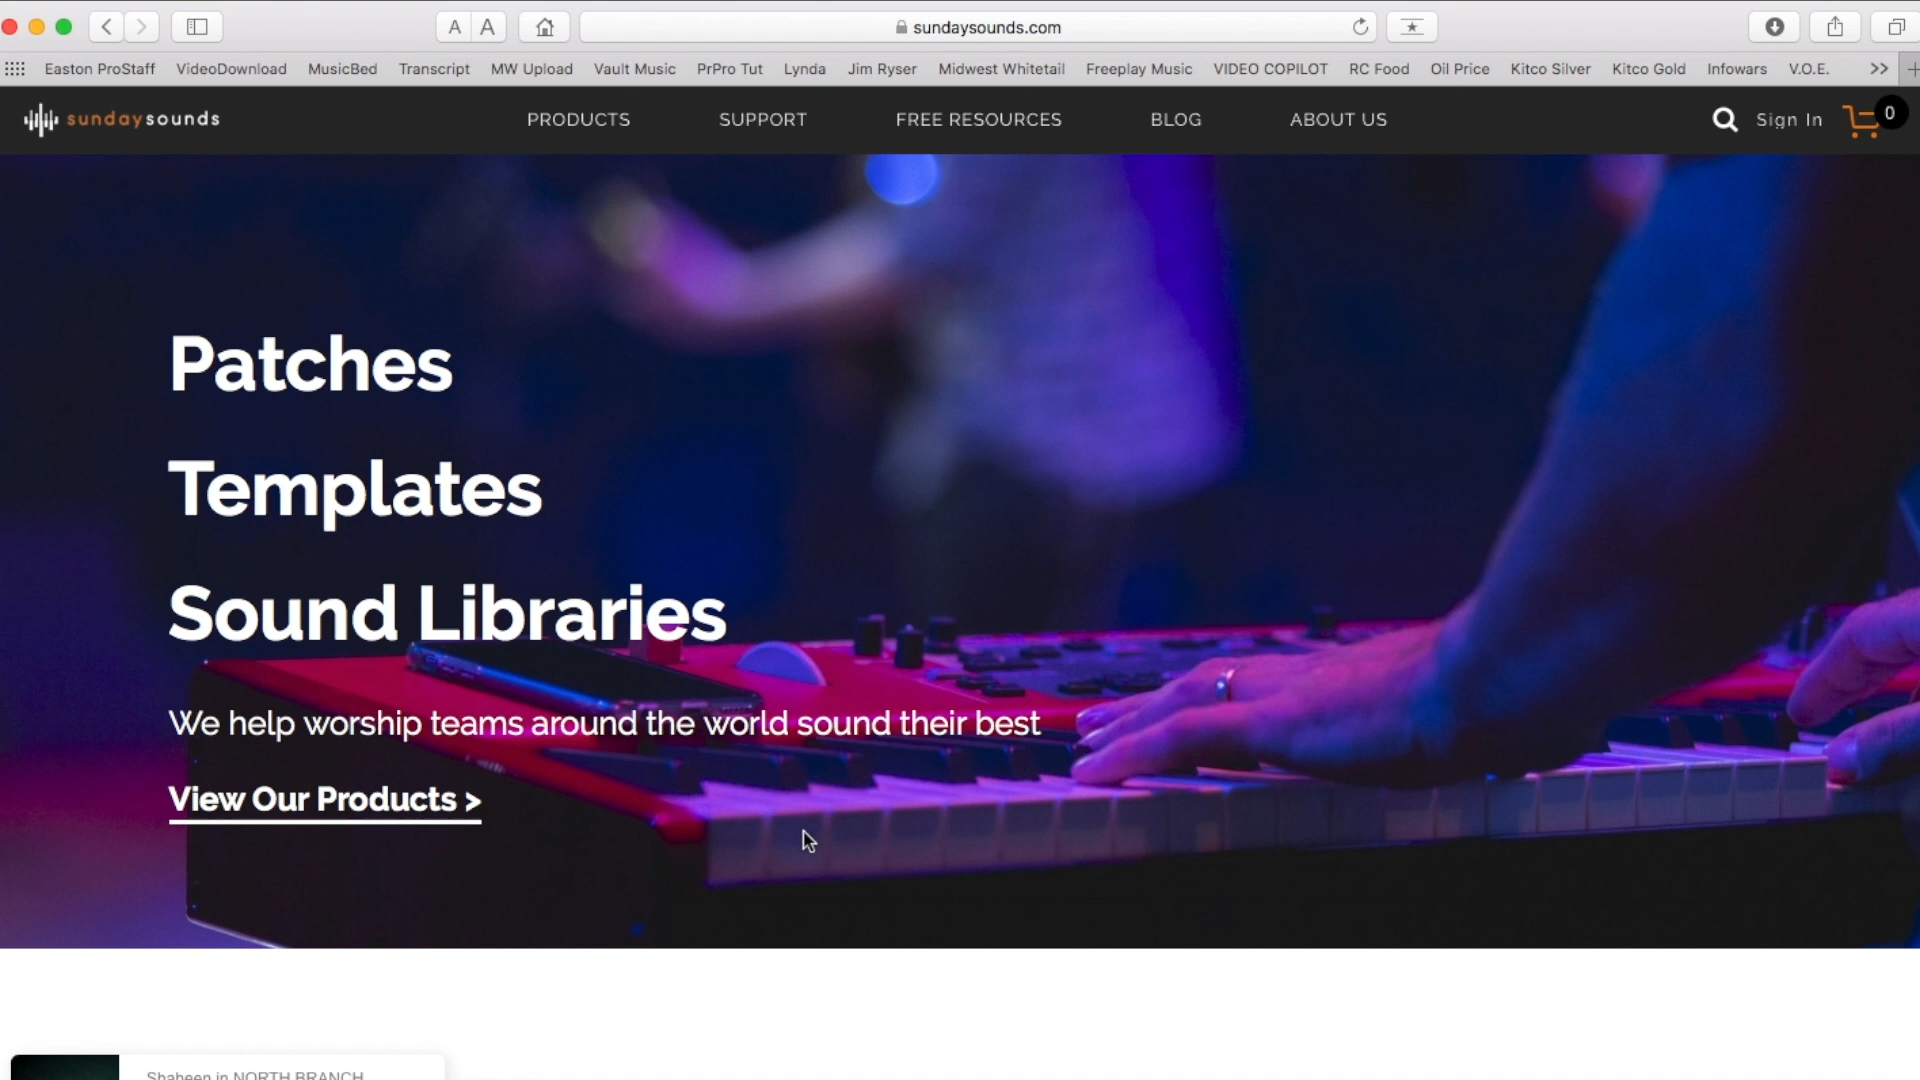 A A
sundaysounds.com
Easton ProStaff VideoDownload MusicBed Transcript MW Upload Vault Music PrPro Tut Lynda Jim Ryser Midwest Whitetail Freeplay Music VIDEO COPILOT RC Food Oil Price Kitco Silver Kitco Gold Infowars V.O.E. >>
sundaysounds PRODUCTS SUPPORT FREE RESOURCES BLOG ABOUT US Sign In 0
Patches
Templates
Sound Libraries
We help worship teams around the world sound their best
View Our Products >
Shaheen in NORTH BRANCH